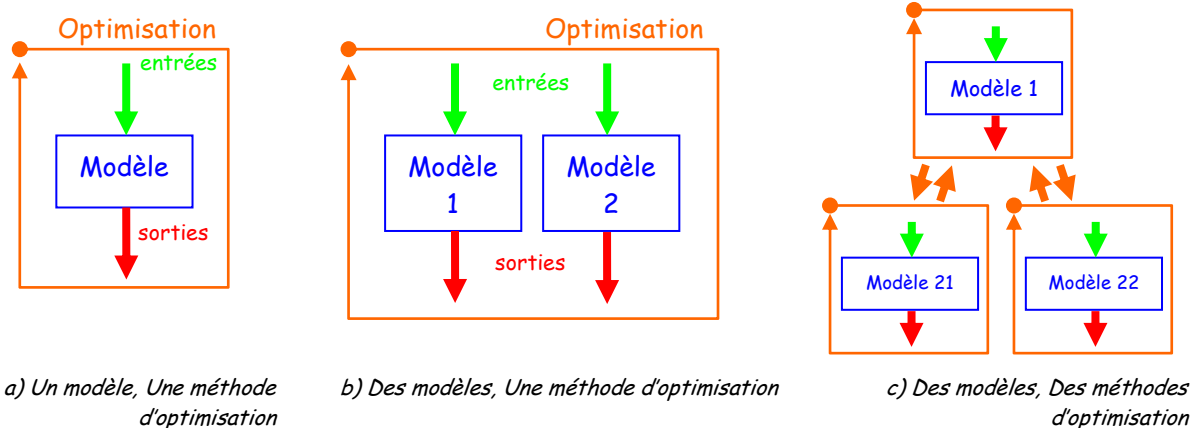 Optimisation
entrées
Modèle
sorties
a) Un modèle, Une méthode
d'optimisation
Optimisation
entrées
Modèle
1
Modèle
2
sorties
b) Des modèles, Une méthode d'optimisation
Modèle 1
Modèle 21
Modèle 22
c) Des modèles, Des méthodes
d'optimisation